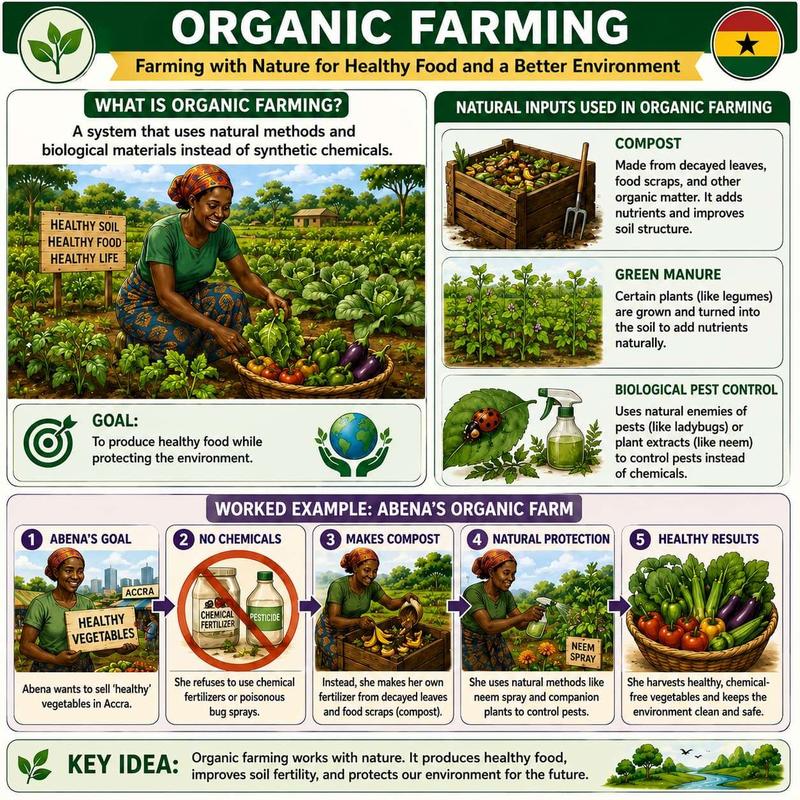 ORGANIC FARMING
Farming with Nature for Healthy Food and a Better Environment
WHAT IS ORGANIC FARMING?
A system that uses natural methods and
biological materials instead of synthetic chemicals.
HEALTHY SOIL
HEALTHY FOOD
HEALTHY LIFE
GOAL:
To produce healthy food while
protecting the environment.
NATURAL INPUTS USED IN ORGANIC FARMING
COMPOST
Made from decayed leaves,
food scraps, and other
organic matter. It adds
nutrients and improves
soil structure.
GREEN MANURE
Certain plants (like legumes)
are grown and turned into
the soil to add nutrients
naturally.
BIOLOGICAL PEST CONTROL
Uses natural enemies of
pests (like ladybugs) or
plant extracts (like neem)
to control pests instead
of chemicals.
WORKED EXAMPLE: ABENA'S ORGANIC FARM
1 ABENA'S GOAL
ACCRA
HEALTHY
VEGETABLES
Abena wants to sell 'healthy'
vegetables in Accra.
2 NO CHEMICALS
CHEMICAL
FERTILIZER
PESTICIDE
She refuses to use chemical
fertilizers or poisonous
bug sprays.
3 MAKES COMPOST
Instead, she makes her own
fertilizer from decayed leaves
and food scraps (compost).
4 NATURAL PROTECTION
NEEM
SPRAY
She uses natural methods like
neem spray and companion
plants to control pests.
5 HEALTHY RESULTS
She harvests healthy, chemical-
free vegetables and keeps the
environment clean and safe.
KEY IDEA:
Organic farming works with nature. It produces healthy food,
improves soil fertility, and protects our environment for the future.